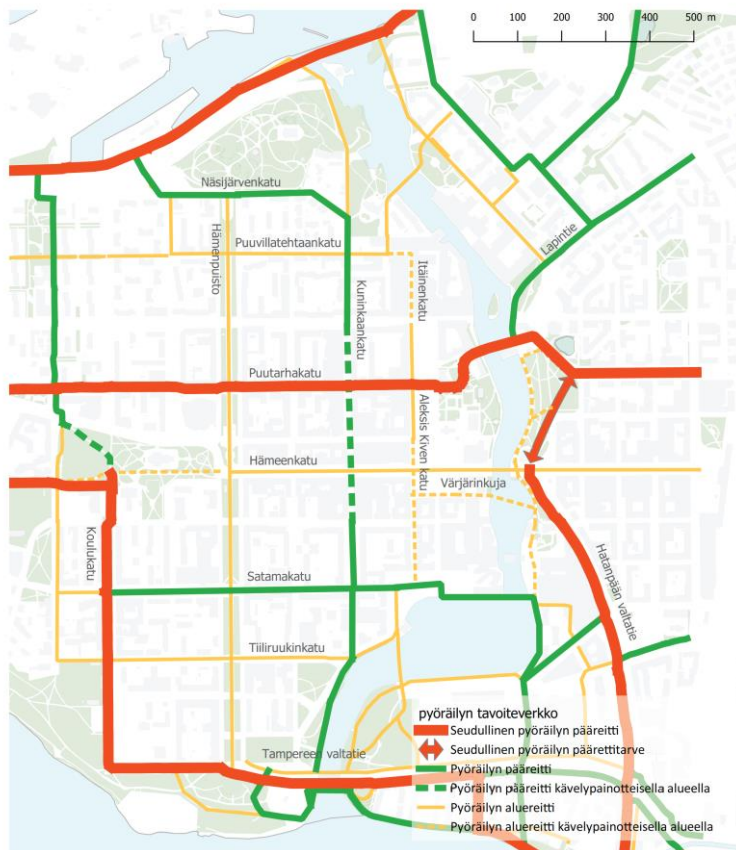 0 100 200 300 400 500 m
Näsijärvenkatu
Hämenpuisto
Puuvillatehtaankatu
Itäinenkatu
Lapintie
Kuninkaankatu
Puutarhakatu
Aleksis Kiven katu
Hämeenkatu
Värjärinkuja
Koulukatu
Satamakatu
Hatanpään valtatie
Tiiliruukinkatu
Tampereen valtatie
pyöräilyn tavoiteverkko
Seudullinen pyöräilyn pääreitti
Seudullinen pyöräilyn pärettitarve
Pyöräilyn pääreitti
Pyöräilyn pääreitti kävelypainotteisella alueella
Pyöräilyn aluereitti
Pyöräilyn aluereitti kävelypainotteisella alueella